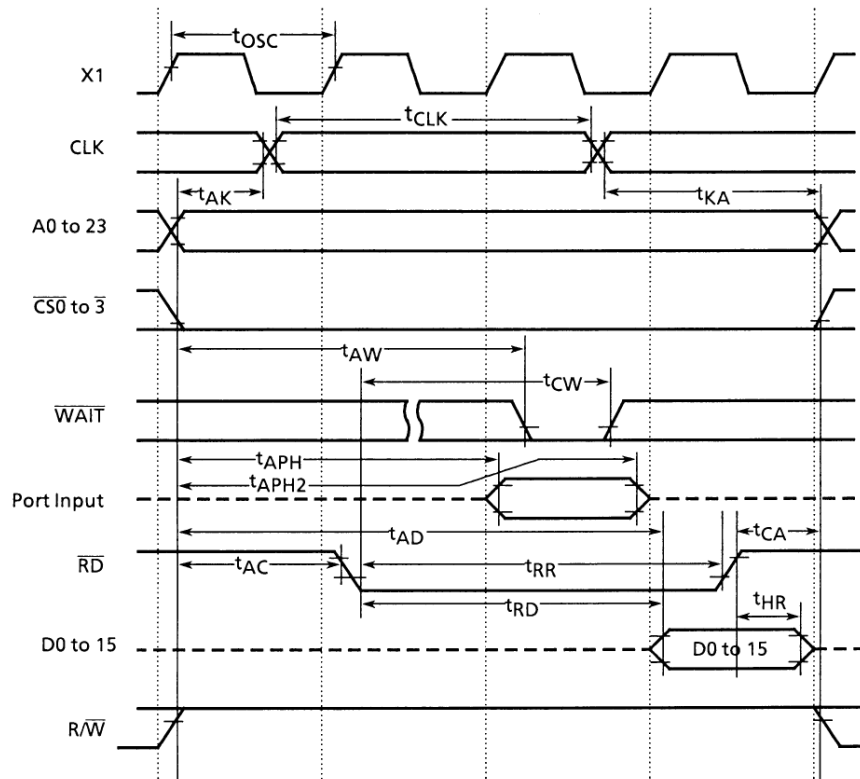 tOSC
X1
tCLK
CLK
tAK
tKA
A0 to 23
CS0 to 3
tAW
tCW
WAIT
tAPH
tAPH2
Port Input
tAD
tCA
RD
tAC
tRR
tRD
tHR
D0 to 15
D0 to 15
R/W